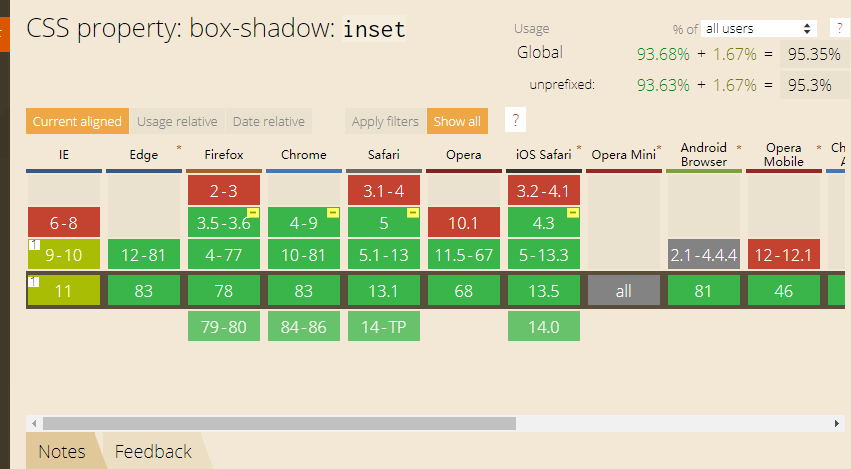 CSS property: box-shadow: inset
Usage % of all users ?
Global 93.68% + 1.67% = 95.35%
unprefixed: 93.63% + 1.67% = 95.3%
Current aligned Usage relative Date relative Apply filters Show all ?
IE Edge * Firefox Chrome Safari Opera iOS Safari * Opera Mini * Android Browser * Opera Mobile * Ch
2-3 3.1-4 3.2-4.1
6-8 3.5-3.6 4-9 5 10.1 4.3
1 9-10 12-81 4-77 10-81 5.1-13 11.5-67 5-13.3 2.1-4.4.4 12-12.1
1 11 83 78 83 13.1 68 13.5 all 81 46
79-80 84-86 14-TP 14.0
Notes Feedback